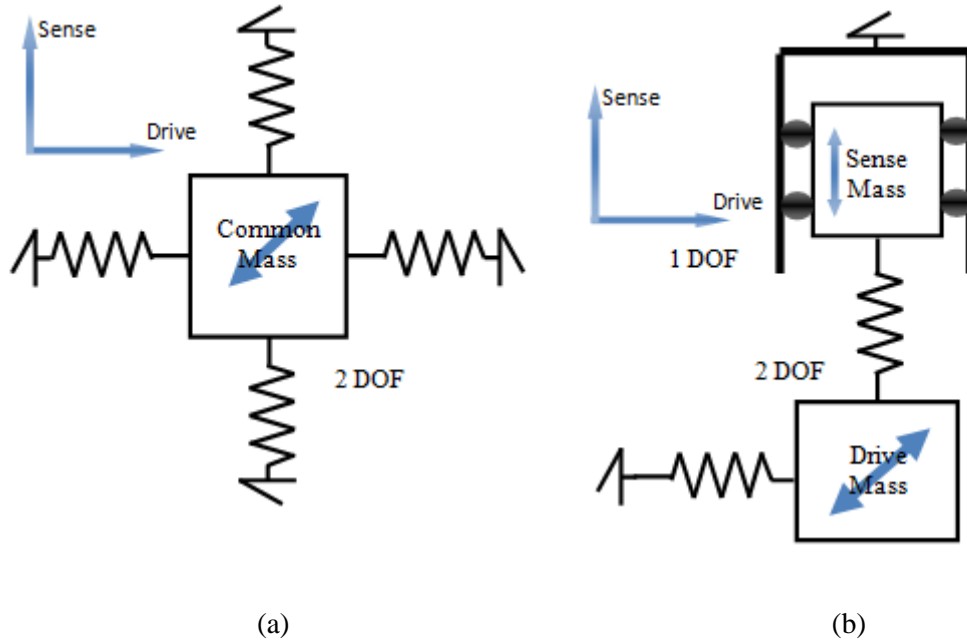 Sense
Drive
Common
Mass
2 DOF
(a)
Sense
Drive
Sense
Mass
1 DOF
2 DOF
Drive
Mass
(b)